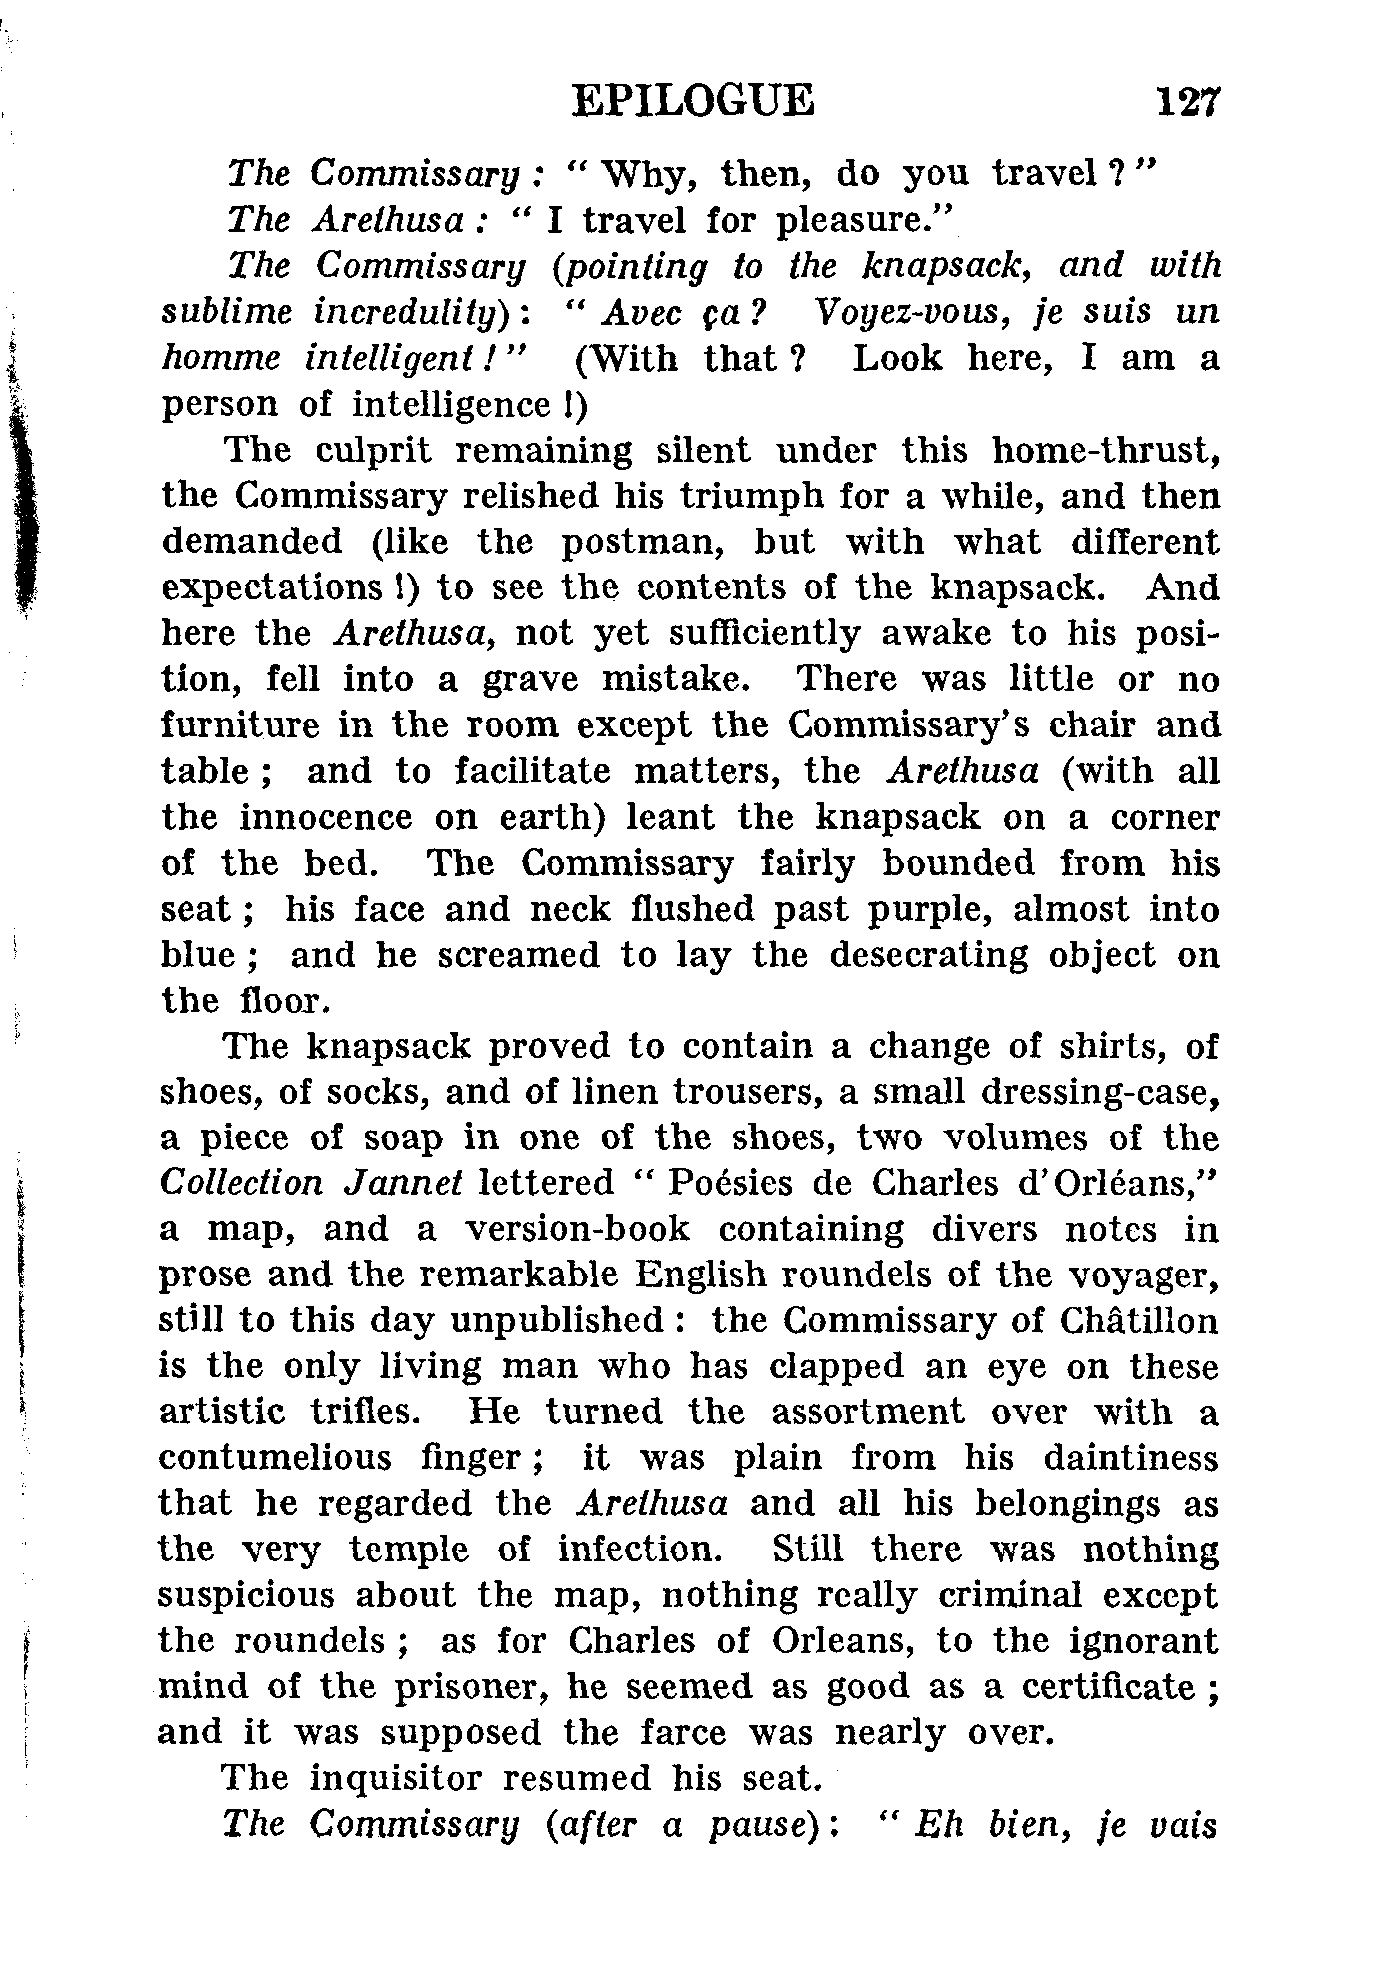 EPILOGUE 127
The Commissary : “ Why, then, do you travel ? ”
The Arethusa : “ I travel for pleasure.”
The Commissary (pointing to the knapsack, and with
sublime incredulity) : “ Avec ça ? Voyez-vous, je suis un
homme intelligent ! ” (With that ? Look here, I am a
person of intelligence !)
The culprit remaining silent under this home-thrust,
the Commissary relished his triumph for a while, and then
demanded (like the postman, but with what different
expectations !) to see the contents of the knapsack. And
here the Arethusa, not yet sufficiently awake to his posi-
tion, fell into a grave mistake. There was little or no
furniture in the room except the Commissary’s chair and
table ; and to facilitate matters, the Arethusa (with all
the innocence on earth) leant the knapsack on a corner
of the bed. The Commissary fairly bounded from his
seat ; his face and neck flushed past purple, almost into
blue ; and he screamed to lay the desecrating object on
the floor.
The knapsack proved to contain a change of shirts, of
shoes, of socks, and of linen trousers, a small dressing-case,
a piece of soap in one of the shoes, two volumes of the
Collection Jannet lettered “ Poésies de Charles d’Orléans,”
a map, and a version-book containing divers notes in
prose and the remarkable English roundels of the voyager,
still to this day unpublished : the Commissary of Châtillon
is the only living man who has clapped an eye on these
artistic trifles. He turned the assortment over with a
contumelious finger ; it was plain from his daintiness
that he regarded the Arethusa and all his belongings as
the very temple of infection. Still there was nothing
suspicious about the map, nothing really criminal except
the roundels ; as for Charles of Orleans, to the ignorant
mind of the prisoner, he seemed as good as a certificate ;
and it was supposed the farce was nearly over.
The inquisitor resumed his seat.
The Commissary (after a pause) : “ Eh bien, je vais